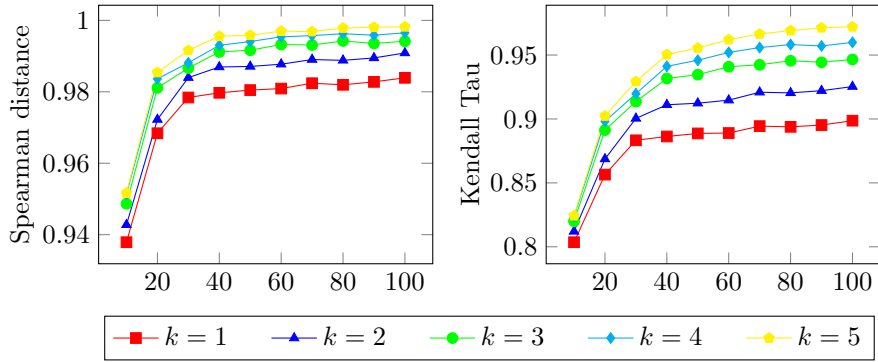 Spearman distance
1
0.98
0.96
0.94
20 40 60 80 100
Kendall Tau
0.95
0.9
0.85
0.8
20 40 60 80 100
k = 1 k = 2 k = 3 k = 4 k = 5